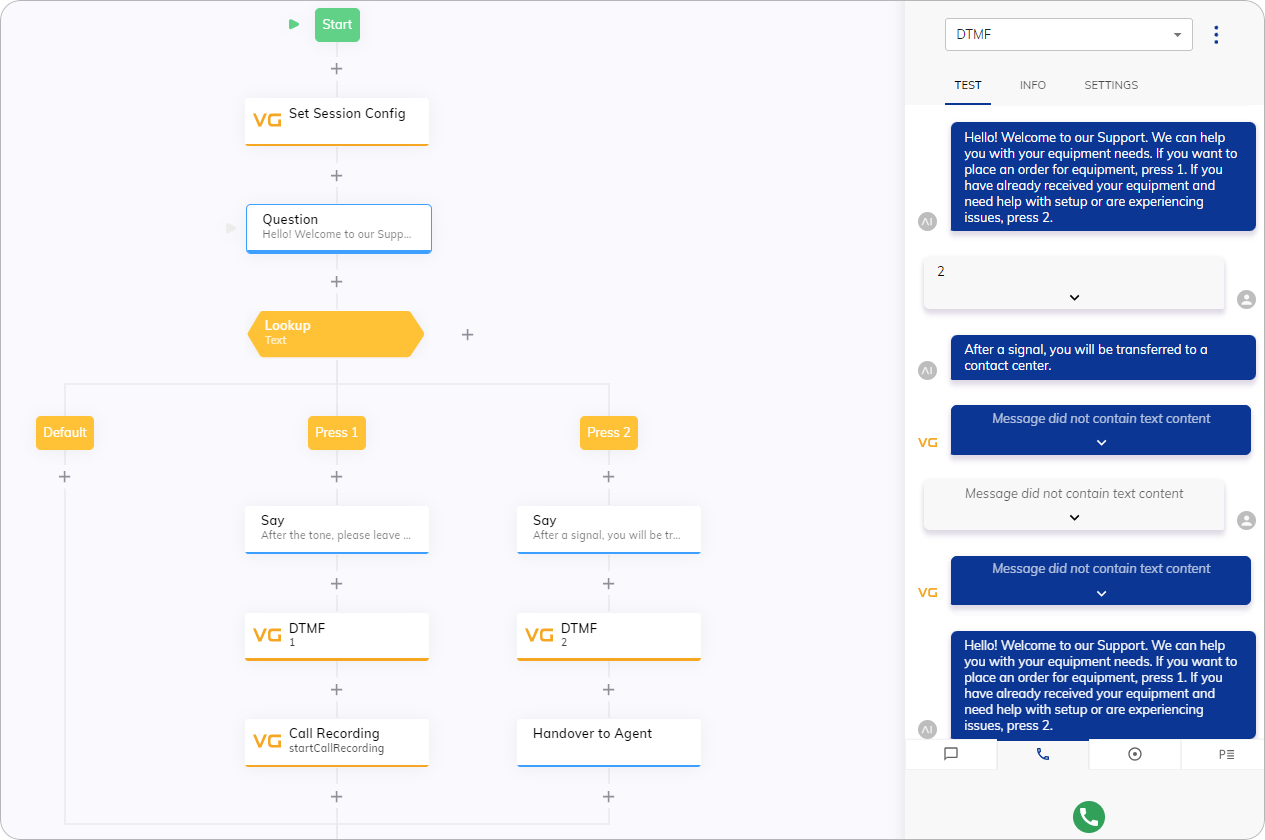 Start
VG Set Session Config
Question
Hello! Welcome to our Supp...
Lookup
Text
Default
Press 1
Press 2
Say
After the tone, please leave ...
Say
After a signal, you will be tr...
VG DTMF
1
VG DTMF
2
VG Call Recording
startCallRecording
Handover to Agent
DTMF
TEST INFO SETTINGS
Hello! Welcome to our Support. We can help
you with your equipment needs. If you want to
place an order for equipment, press 1. If you
have already received your equipment and
need help with setup or are experiencing
issues, press 2.
AI
2
After a signal, you will be transferred to a
contact center.
AI
Message did not contain text content
VG
Message did not contain text content
Message did not contain text content
VG
Hello! Welcome to our Support. We can help
you with your equipment needs. If you want to
place an order for equipment, press 1. If you
have already received your equipment and
need help with setup or are experiencing
issues, press 2.
AI